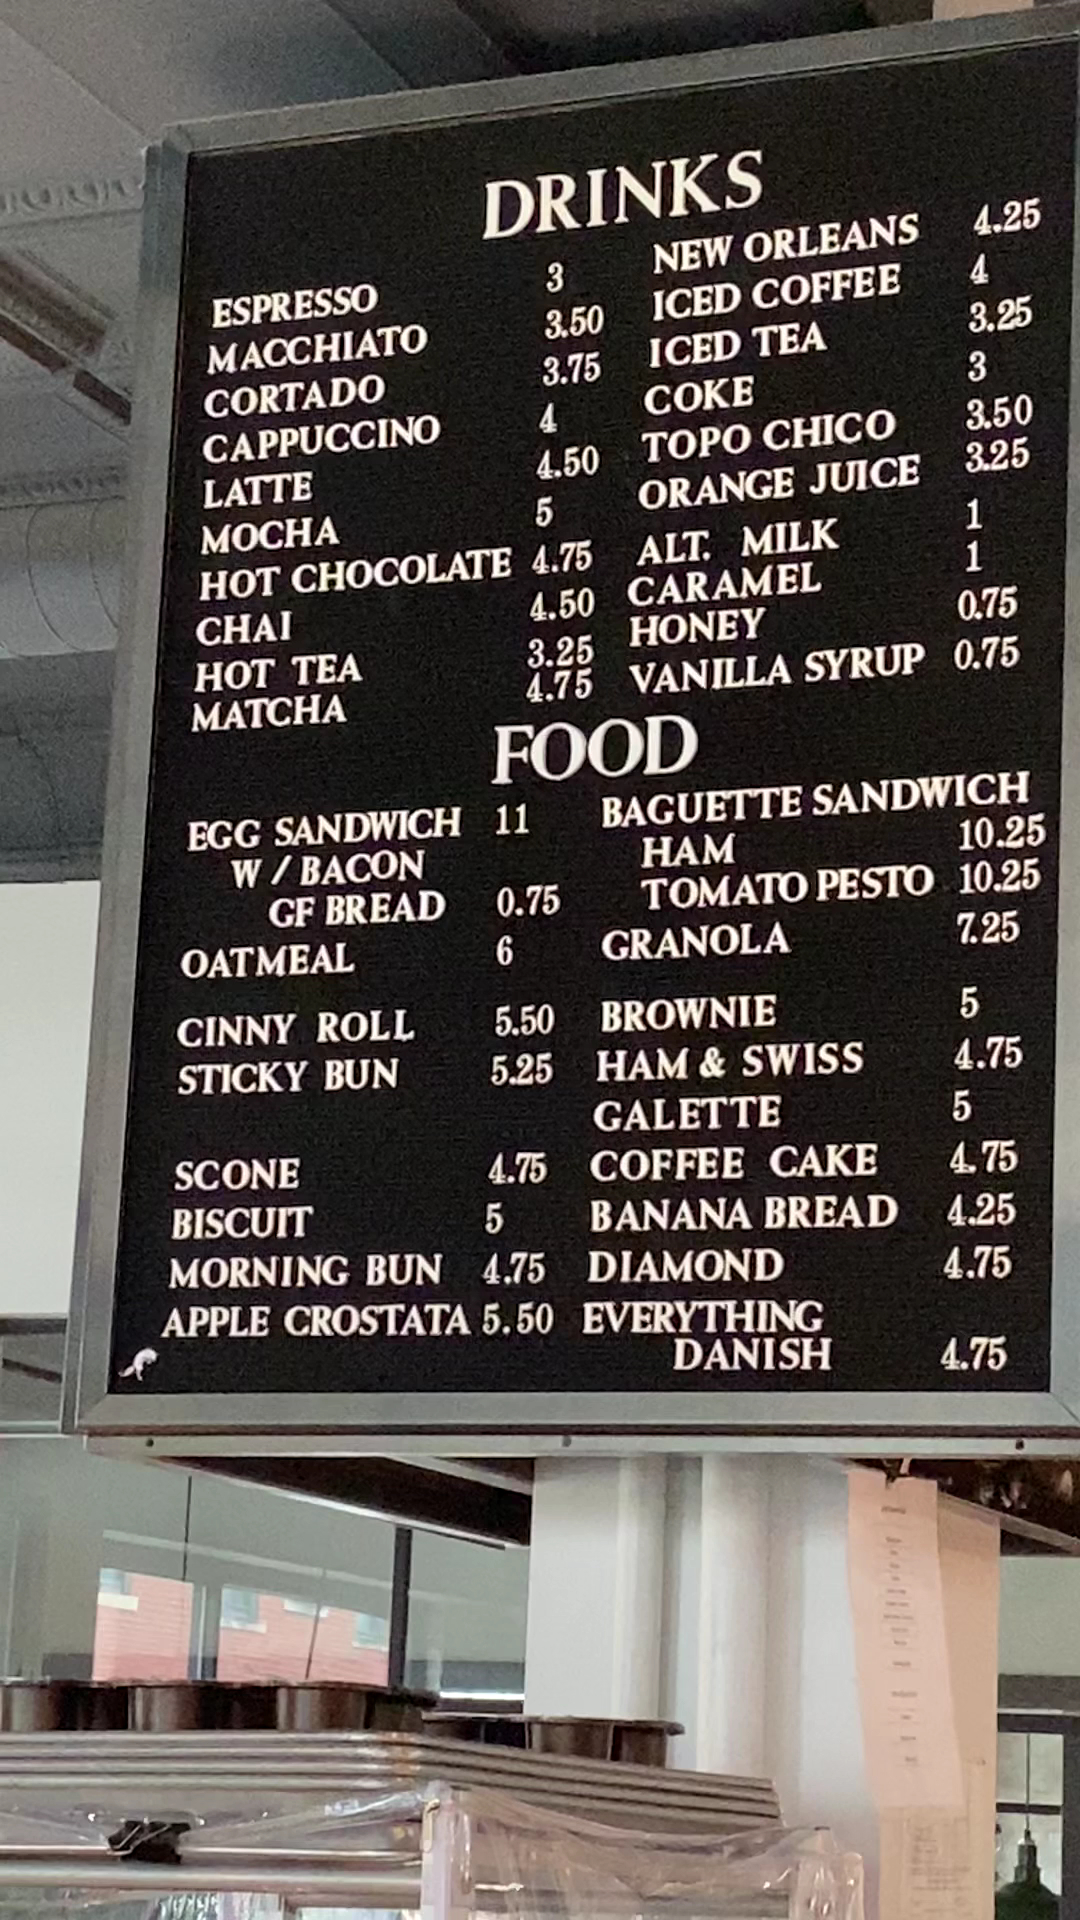 DRINKS
ESPRESSO 3
MACCHIATO 3.50
CORTADO 3.75
CAPPUCCINO 4
LATTE 4.50
MOCHA 5
HOT CHOCOLATE 4.75
CHAI 4.50
HOT TEA 3.25
MATCHA 4.75
NEW ORLEANS 4.25
ICED COFFEE 4
ICED TEA 3.25
COKE 3
TOPO CHICO 3.50
ORANGE JUICE 3.25
ALT. MILK 1
CARAMEL 1
HONEY 0.75
VANILLA SYRUP 0.75
FOOD
EGG SANDWICH 11
W / BACON
GF BREAD 0.75
OATMEAL 6
CINNY ROLL 5.50
STICKY BUN 5.25
SCONE 4.75
BISCUIT 5
MORNING BUN 4.75
APPLE CROSTATA 5.50
BAGUETTE SANDWICH
HAM 10.25
TOMATO PESTO 10.25
GRANOLA 7.25
BROWNIE 5
HAM & SWISS 4.75
GALETTE 5
COFFEE CAKE 4.75
BANANA BREAD 4.25
DIAMOND 4.75
EVERYTHING
DANISH 4.75